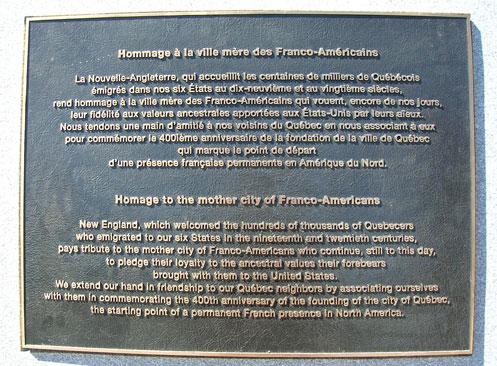 Hommage à la ville mère des Franco-Américains
La Nouvelle-Angleterre, qui accueillit les centaines de milliers de Québécois
émigrés dans nos six États au dix-neuvième et au vingtième siècles,
rend hommage à la ville mère des Franco-Américains qui vouent, encore de nos jours,
leur fidélité aux valeurs ancestrales apportées aux États-Unis par leurs aïeux.
Nous tendons une main d'amitié à nos voisins du Québec en nous associant à eux
pour commémorer le 400ième anniversaire de la fondation de la ville de Québec
qui marque le point de départ
d'une présence française permanente en Amérique du Nord.
Homage to the mother city of Franco-Americans
New England, which welcomed the hundreds of thousands of Quebecers
who emigrated to our six States in the nineteenth and twentieth centuries,
pays tribute to the mother city of Franco-Americans who continue, still to this day,
to pledge their loyalty to the ancestral values their forebears
brought with them to the United States.
We extend our hand in friendship to our Québec neighbors by associating ourselves
with them in commemorating the 400th anniversary of the founding of the city of Québec,
the starting point of a permanent French presence in North America.